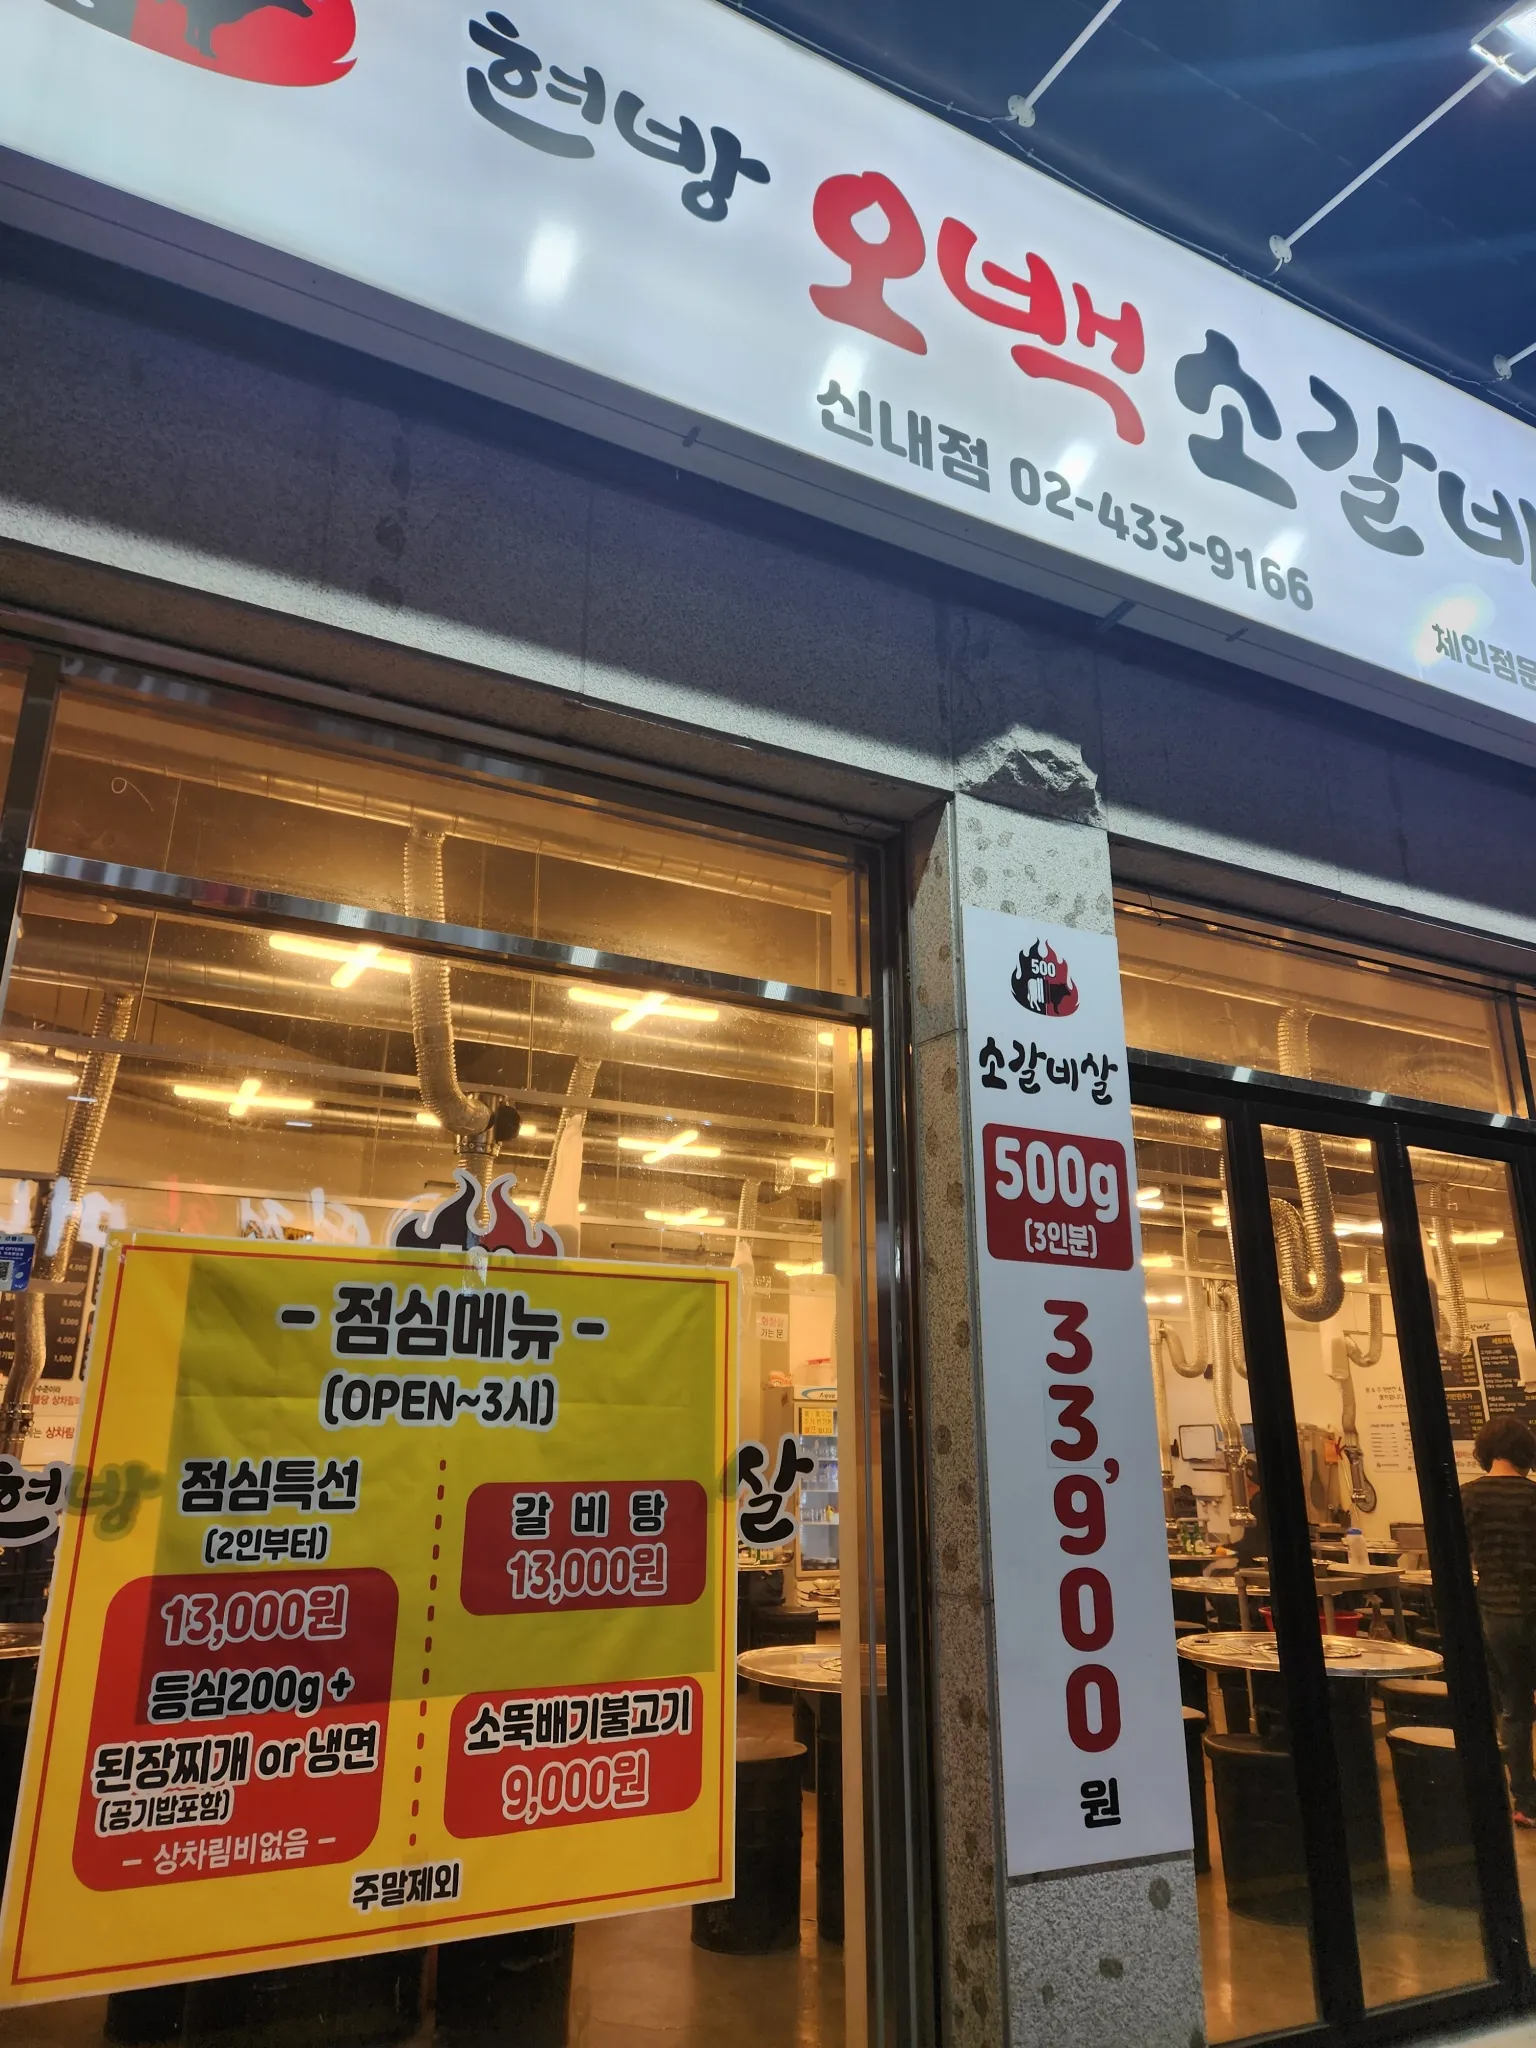 현방 오백 소갈비
신내점 02-433-9166
체인점문
500
소갈비살
500g
(3인분)
33,900
원
- 점심메뉴 -
(OPEN~3시)
점심특선
(2인부터)
13,000원
등심200g +
된장찌개 or 냉면
(공기밥포함)
- 상차림비없음 -
갈 비 탕
13,000원
소뚝배기불고기
9,000원
주말제외
현방
살